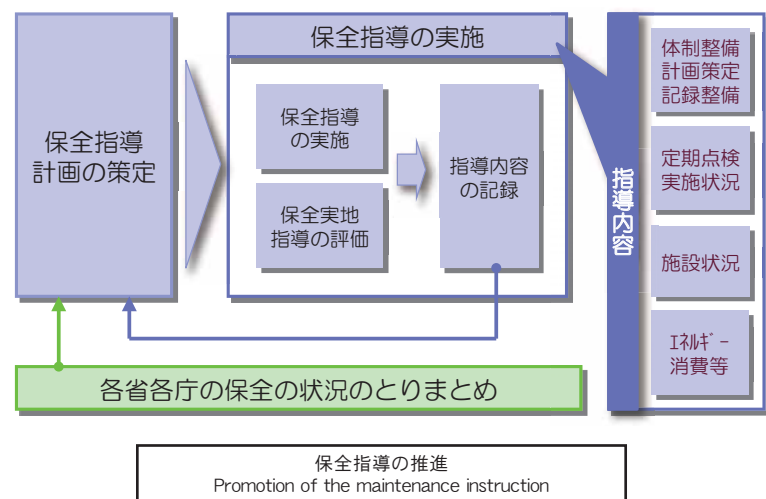 保全指導
計画の策定
保全指導の実施
保全指導
の実施
保全実地
指導の評価
指導内容
の記録
指導内容
体制整備
計画策定
記録整備
定期点検
実施状況
施設状況
ｴﾈﾙｷﾞｰ
消費等
各省各庁の保全の状況のとりまとめ
保全指導の推進
Promotion of the maintenance instruction